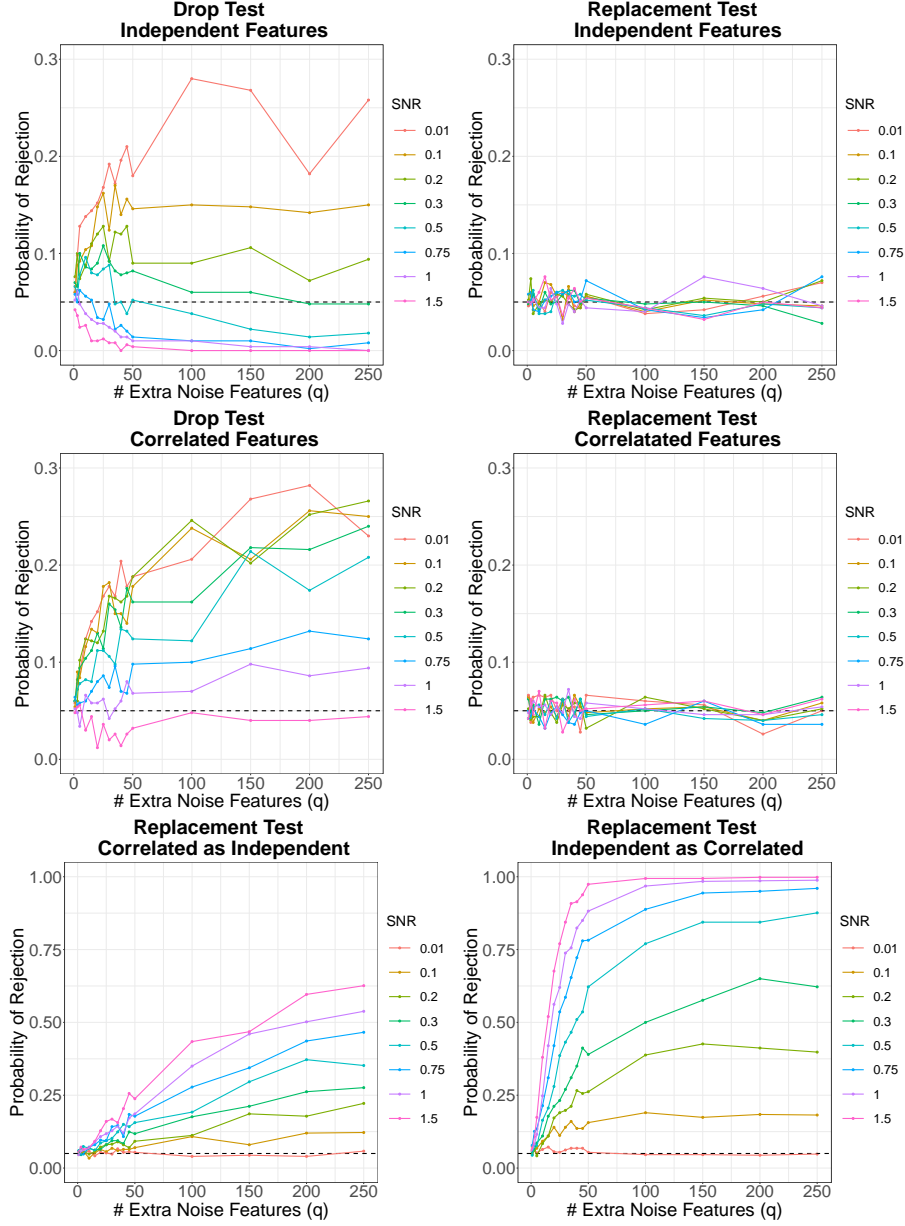 Drop Test
Independent Features
0.3
0.2
0.1
0.0
Probability of Rejection
0 50 100 150 200 250
# Extra Noise Features (q)
SNR
0.01
0.1
0.2
0.3
0.5
0.75
1
1.5
Replacement Test
Independent Features
0.3
0.2
0.1
0.0
Probability of Rejection
0 50 100 150 200 250
# Extra Noise Features (q)
SNR
0.01
0.1
0.2
0.3
0.5
0.75
1
1.5
Drop Test
Correlated Features
0.3
0.2
0.1
0.0
Probability of Rejection
0 50 100 150 200 250
# Extra Noise Features (q)
SNR
0.01
0.1
0.2
0.3
0.5
0.75
1
1.5
Replacement Test
Correlatated Features
0.3
0.2
0.1
0.0
Probability of Rejection
0 50 100 150 200 250
# Extra Noise Features (q)
SNR
0.01
0.1
0.2
0.3
0.5
0.75
1
1.5
Replacement Test
Correlated as Independent
1.00
0.75
0.50
0.25
0.00
Probability of Rejection
0 50 100 150 200 250
# Extra Noise Features (q)
SNR
0.01
0.1
0.2
0.3
0.5
0.75
1
1.5
Replacement Test
Independent as Correlated
1.00
0.75
0.50
0.25
0.00
Probability of Rejection
0 50 100 150 200 250
# Extra Noise Features (q)
SNR
0.01
0.1
0.2
0.3
0.5
0.75
1
1.5